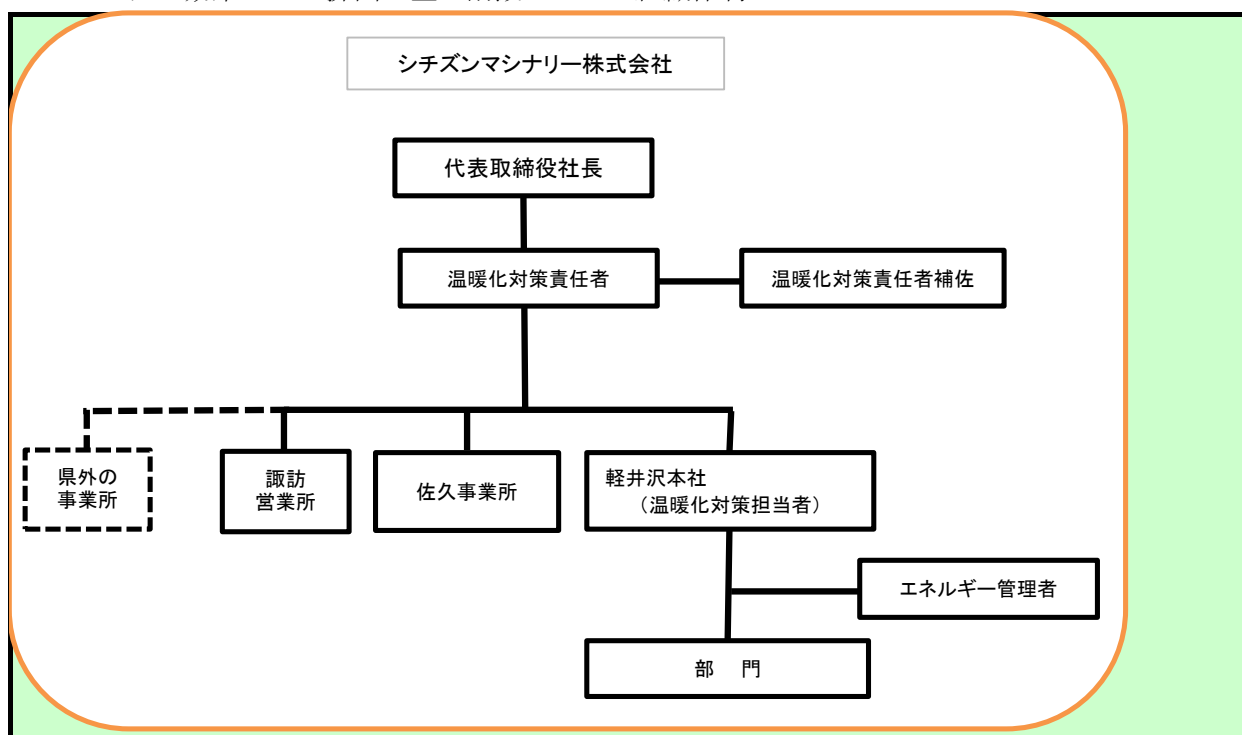 シチズンマシナリー株式会社
代表取締役社長
温暖化対策責任者
温暖化対策責任者補佐
県外の
事業所
諏訪
営業所
佐久事業所
軽井沢本社
（温暖化対策担当者）
エネルギー管理者
部　門